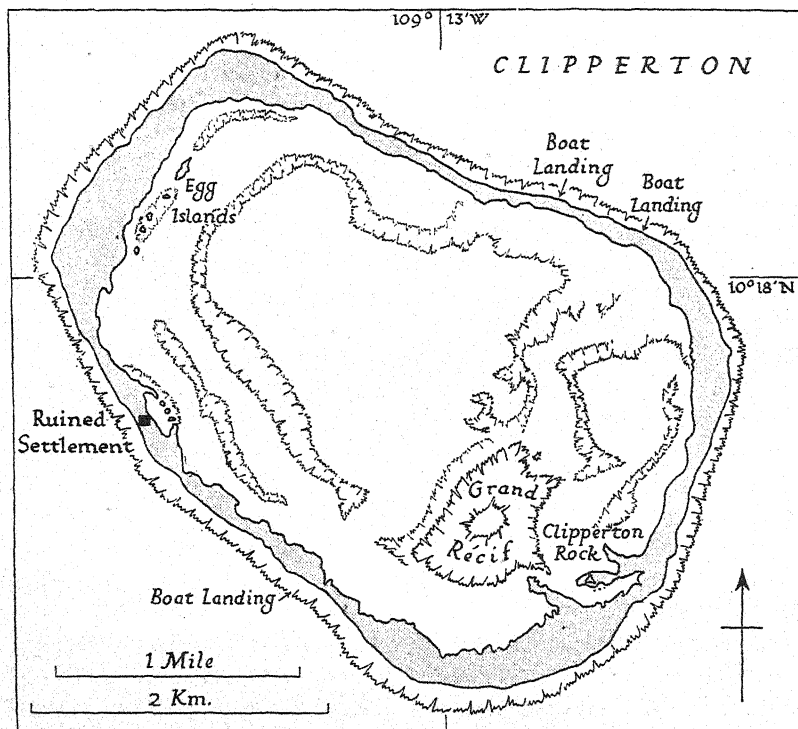 109° 13'W
CLIPPERTON
Boat
Landing
Boat
Landing
Egg
Islands
10°18'N
Ruined
Settlement
Grand
Récif
Clipperton
Rock
Boat Landing
1 Mile
2 Km.